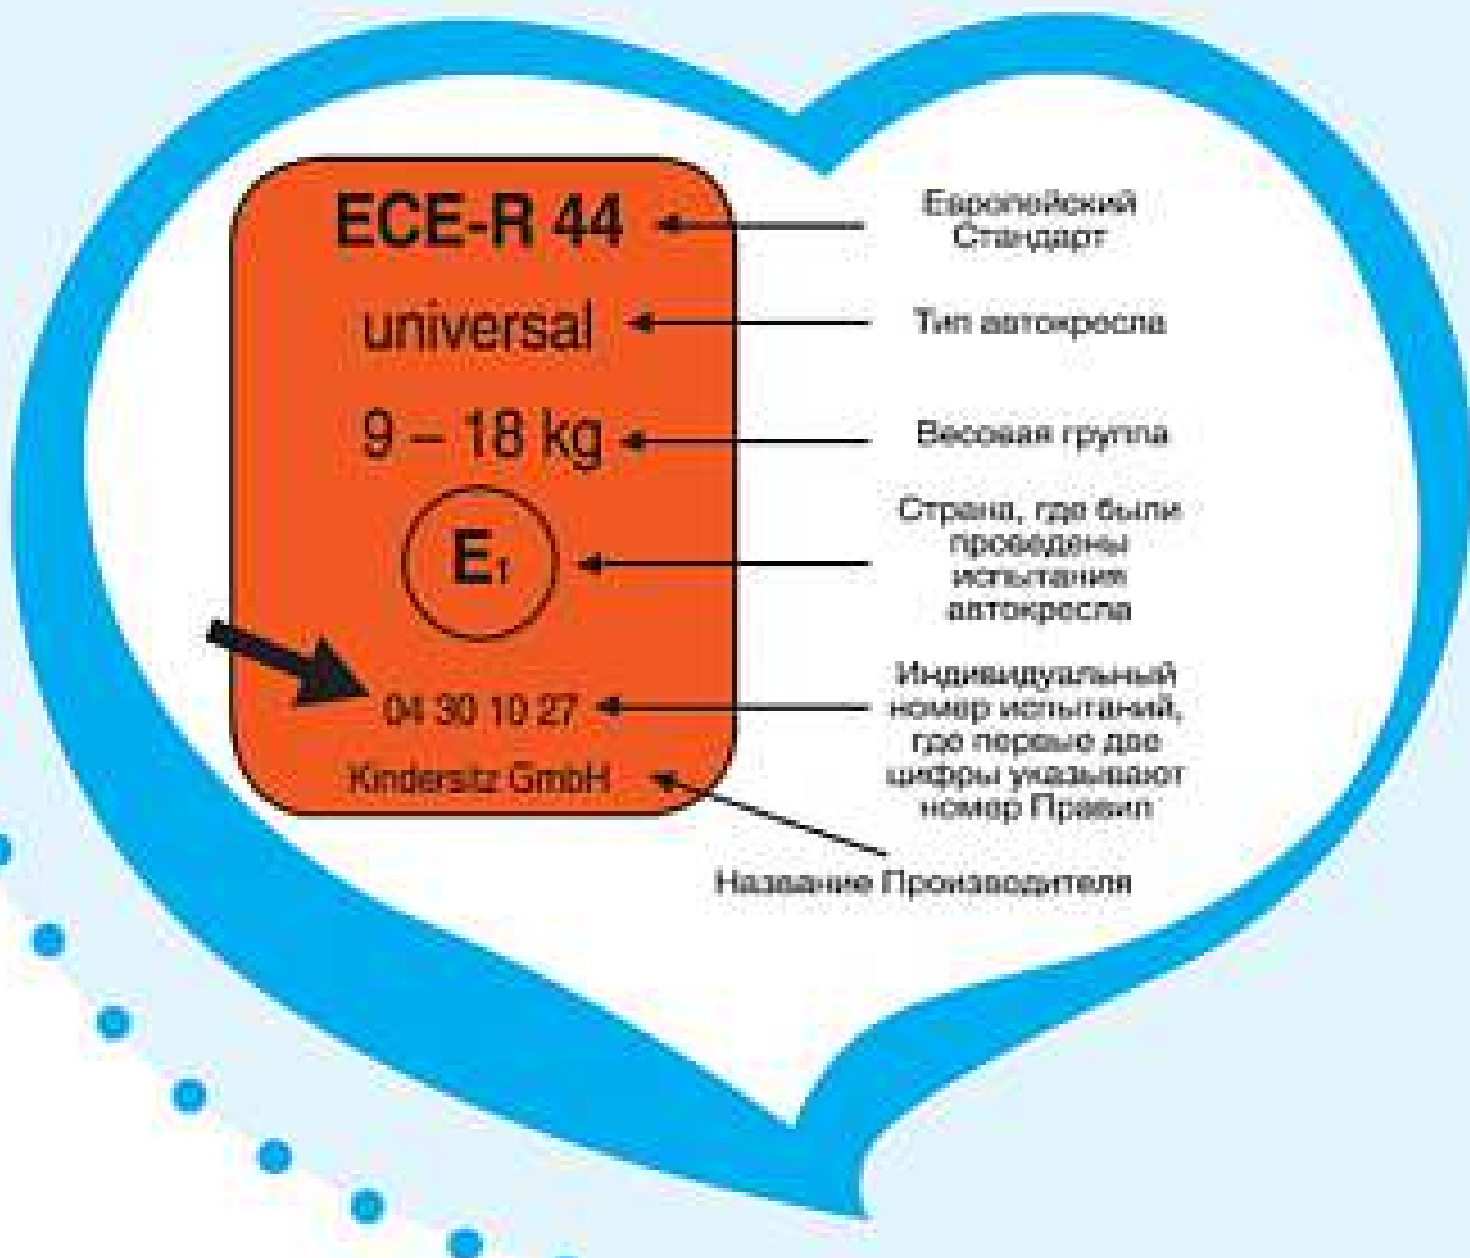 ECE-R 44
universal
9 – 18 kg
E1
04 30 10 27
Kindersitz GmbH
Европейский
Стандарт
Тип автокресла
Весовая группа
Страна, где были
проведены
испытания
автокресла
Индивидуальный
номер испытаний,
где первые две
цифры указывают
номер Правил
Название Производителя